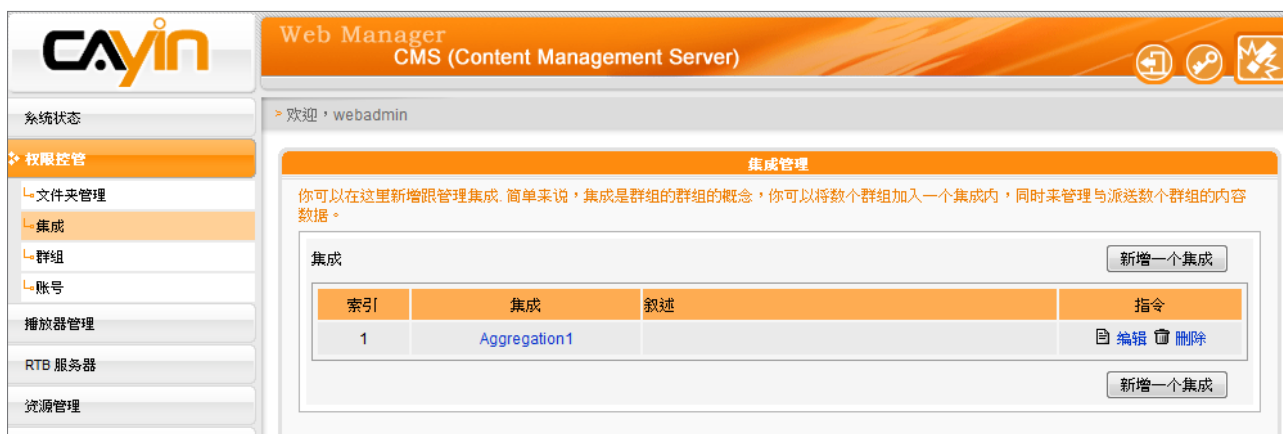 CAYIN
Web Manager
CMS (Content Management Server)
系统状态
权限控管
文件夹管理
集成
群组
账号
播放器管理
RTB 服务器
资源管理
> 欢迎，webadmin
集成管理
你可以在这里新增跟管理集成. 简单来说，集成是群组的群组的概念，你可以将数个群组加入一个集成内，同时来管理与派送数个群组的内容
数据。
集成 新增一个集成
索引 集成 叙述 指令
1 Aggregation1 编辑 删除
新增一个集成